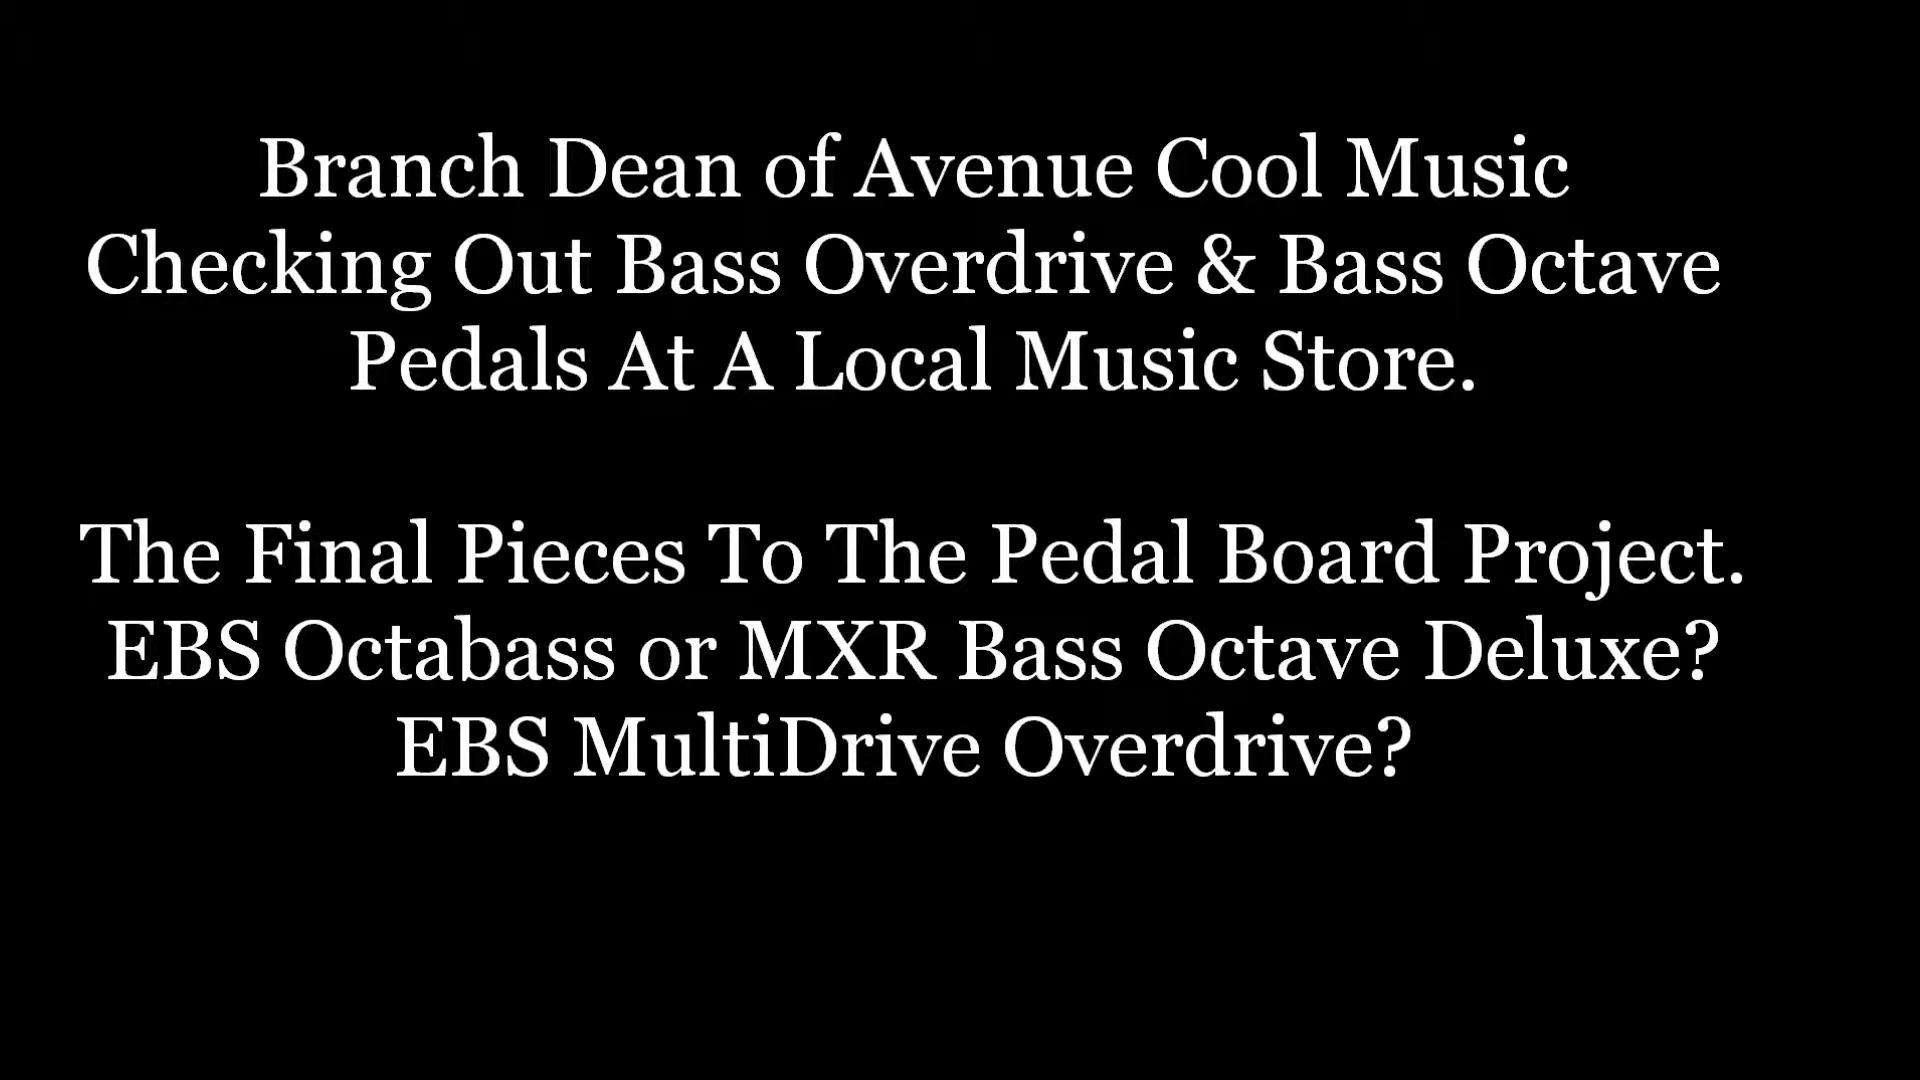 Branch Dean of Avenue Cool Music
Checking Out Bass Overdrive & Bass Octave
Pedals At A Local Music Store.
The Final Pieces To The Pedal Board Project.
EBS Octabass or MXR Bass Octave Deluxe?
EBS MultiDrive Overdrive?